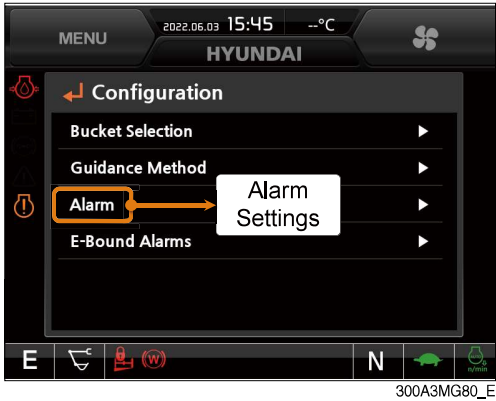 MENU
2022.06.03 15:45 --°C
HYUNDAI
Configuration
Bucket Selection
Guidance Method
Alarm
Alarm
Settings
E-Bound Alarms
E
(W)
N
n/min
300A3MG80_E